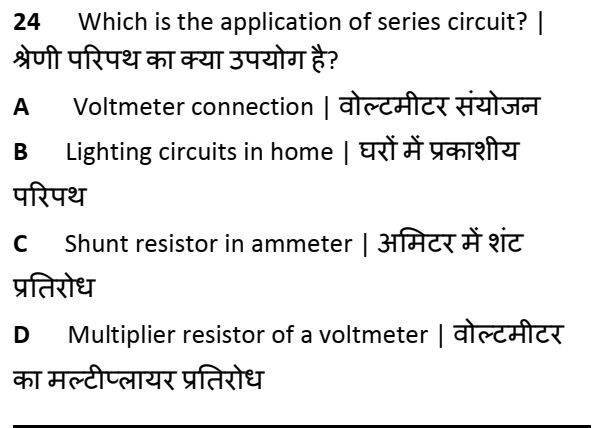 24 Which is the application of series circuit? |
श्रेणी परिपथ का क्या उपयोग है?
A Voltmeter connection | वोल्टमीटर संयोजन
B Lighting circuits in home | घरों में प्रकाशीय
परिपथ
C Shunt resistor in ammeter | अमिटर में शंट
प्रतिरोध
D Multiplier resistor of a voltmeter | वोल्टमीटर
का मल्टीप्लायर प्रतिरोध